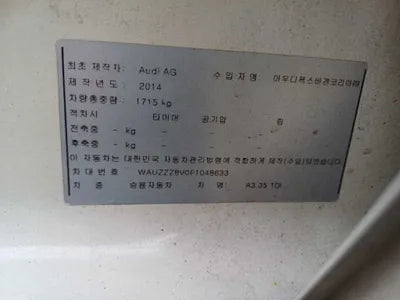 최초 제작자: Audi AG 수 입 자 명 아우디폭스바겐코리아㈜
제 작 년 도 : 2014
차량총중량 : 1715 kg
적차시 타이어 공기압 림
전축중 - kg - - -
후축중 - kg - - -
이 자동차는 대한민국 자동차관리법령에 적합하게 제작(수입)되었습니다
차 대 번 호 : WAUZZZ8V0F1048633
차 종 : 승용자동차 차 명: A3 35 TDI